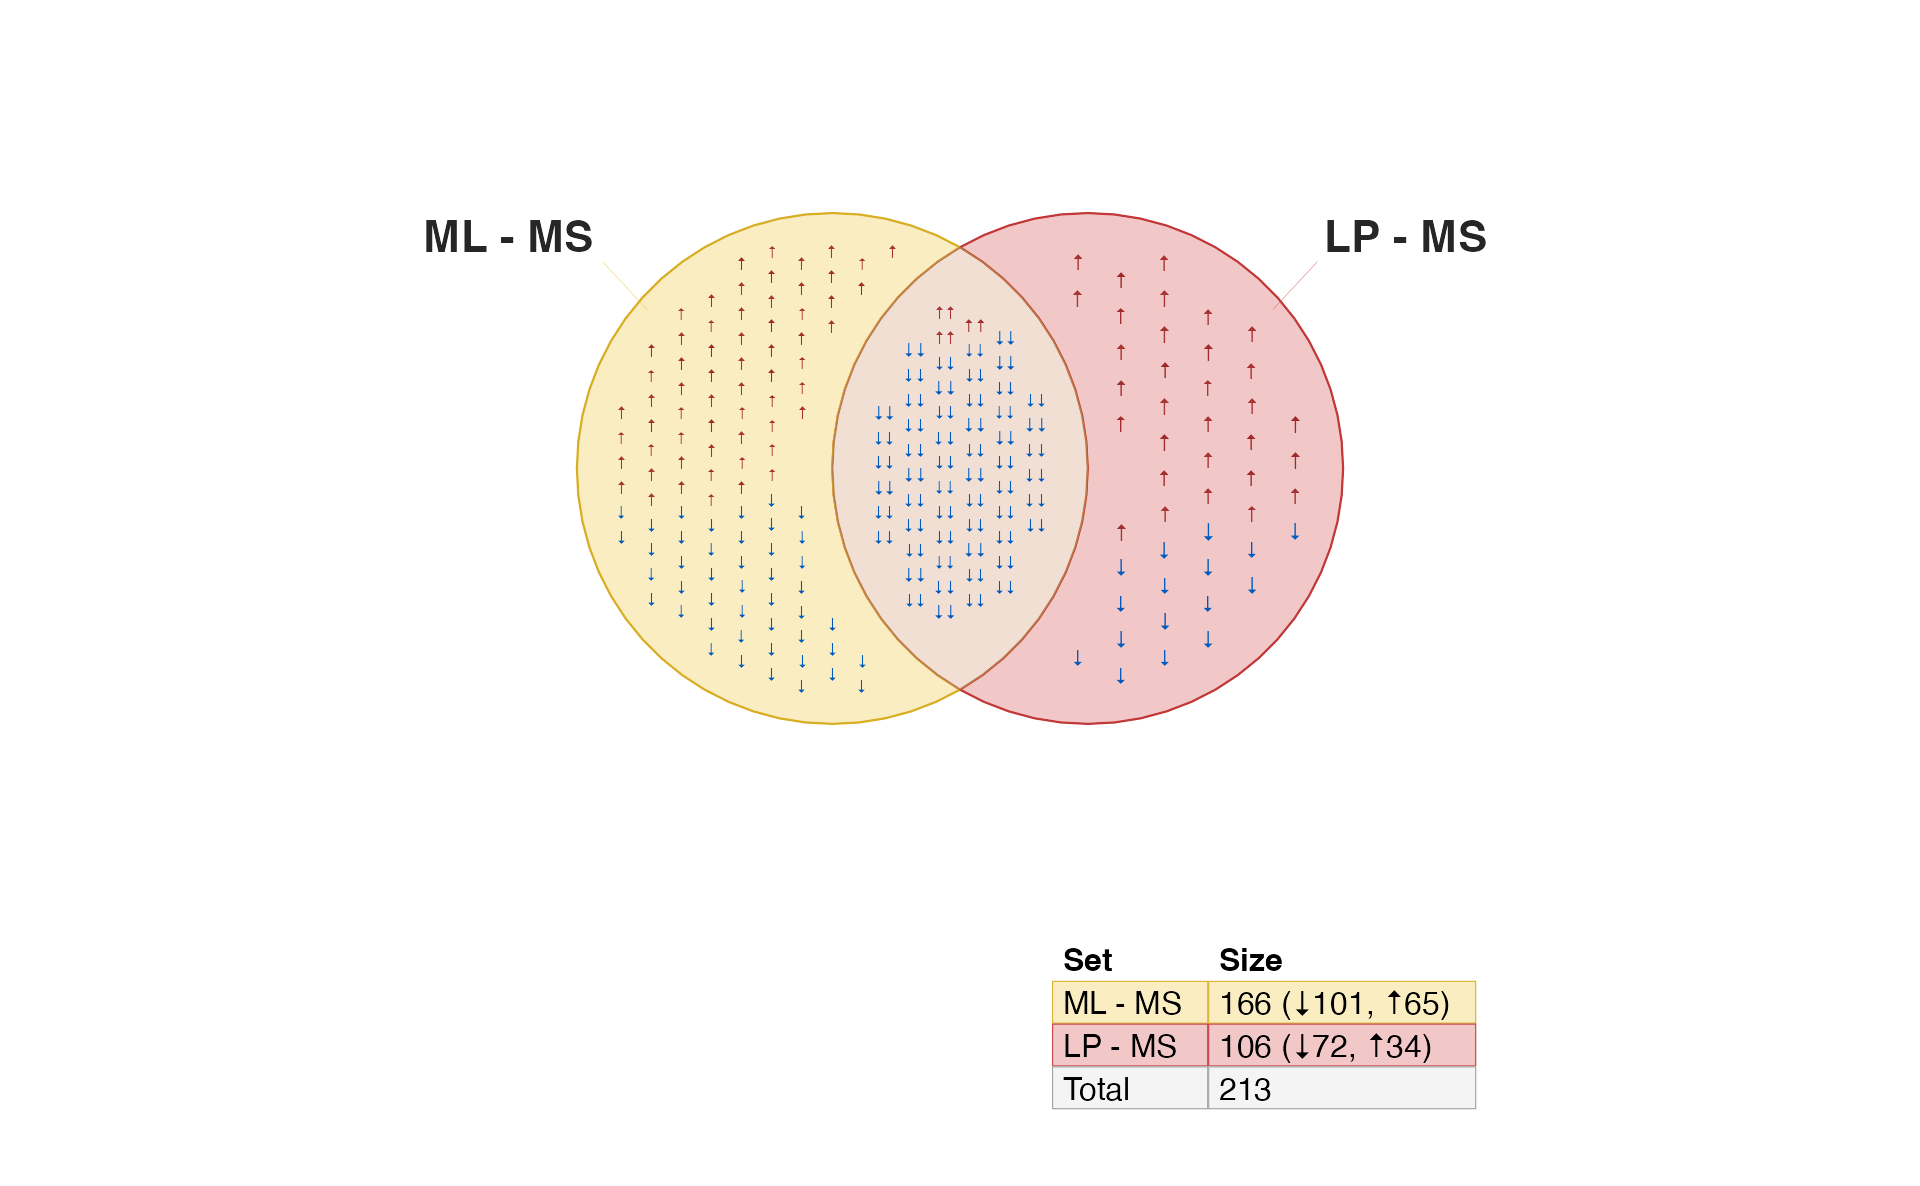 ML - MS
LP - MS
Set Size
ML - MS 166 (↓101, ↑65)
LP - MS 106 (↓72, ↑34)
Total 213